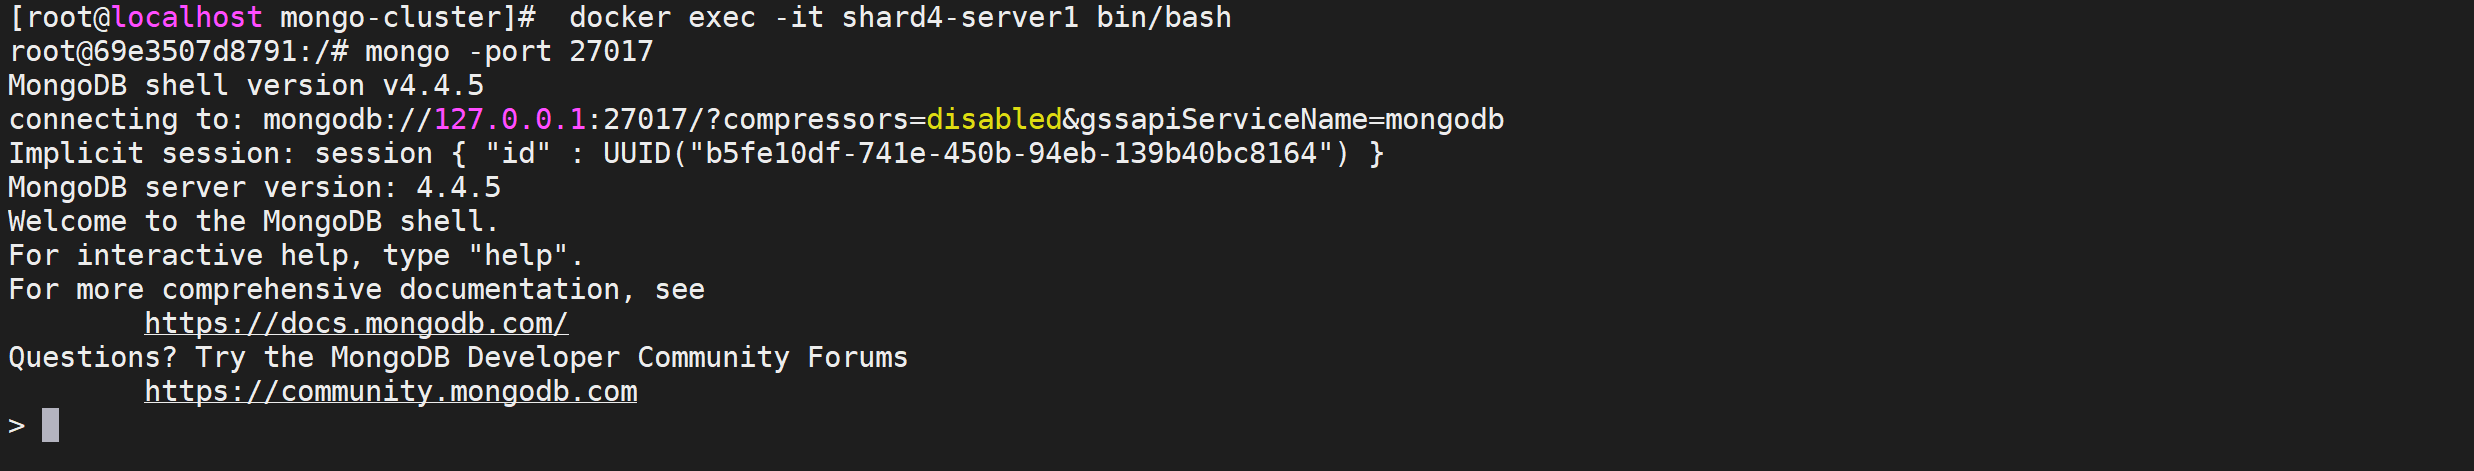 [root@localhost mongo-cluster]#  docker exec -it shard4-server1 bin/bash
root@69e3507d8791:/# mongo -port 27017
MongoDB shell version v4.4.5
connecting to: mongodb://127.0.0.1:27017/?compressors=disabled&gssapiServiceName=mongodb
Implicit session: session { "id" : UUID("b5fe10df-741e-450b-94eb-139b40bc8164") }
MongoDB server version: 4.4.5
Welcome to the MongoDB shell.
For interactive help, type "help".
For more comprehensive documentation, see
        https://docs.mongodb.com/
Questions? Try the MongoDB Developer Community Forums
        https://community.mongodb.com
>